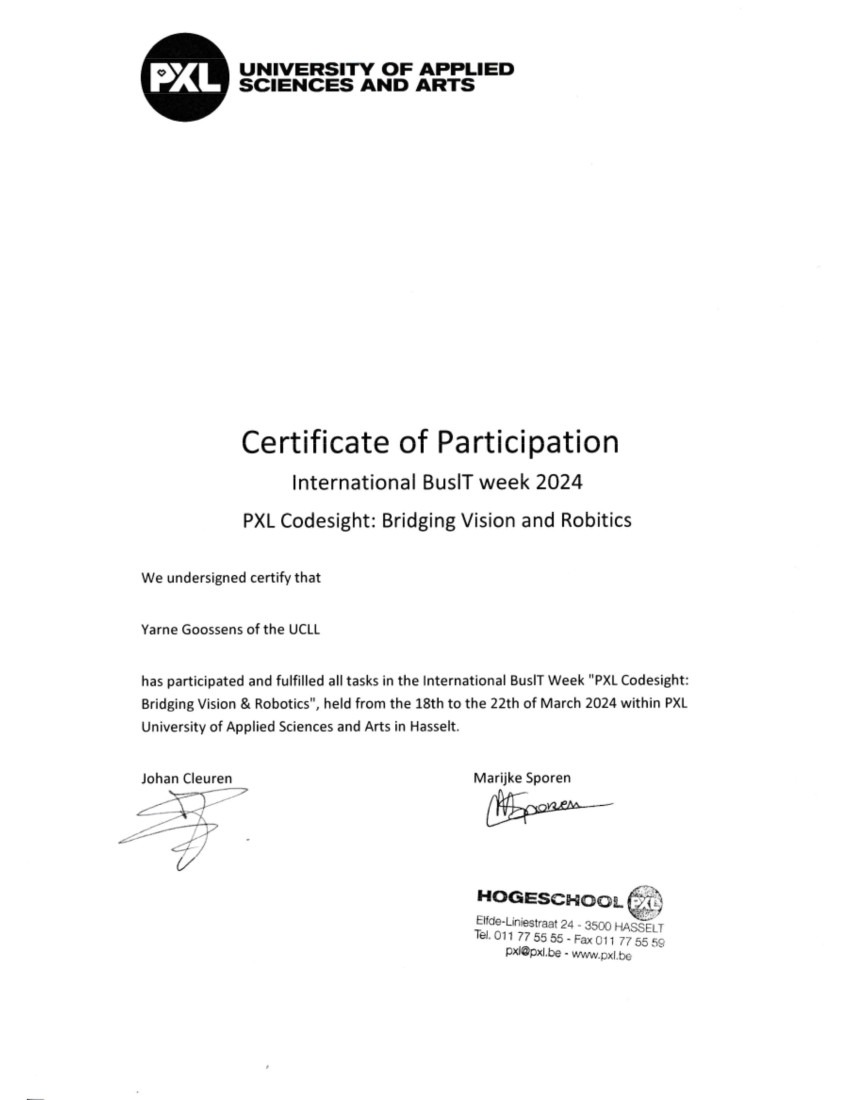 PXL UNIVERSITY OF APPLIED
SCIENCES AND ARTS
Certificate of Participation
International BusIT week 2024
PXL Codesight: Bridging Vision and Robitics
We undersigned certify that
Yarne Goossens of the UCLL
has participated and fulfilled all tasks in the International BusIT Week "PXL Codesight:
Bridging Vision & Robotics", held from the 18th to the 22th of March 2024 within PXL
University of Applied Sciences and Arts in Hasselt.
Johan Cleuren
Marijke Sporen
MSporen
HOGESCHOOL PXL
Elfde-Liniestraat 24 - 3500 HASSELT
Tel. 011 77 55 55 - Fax 011 77 55 59
pxl@pxl.be - www.pxl.be